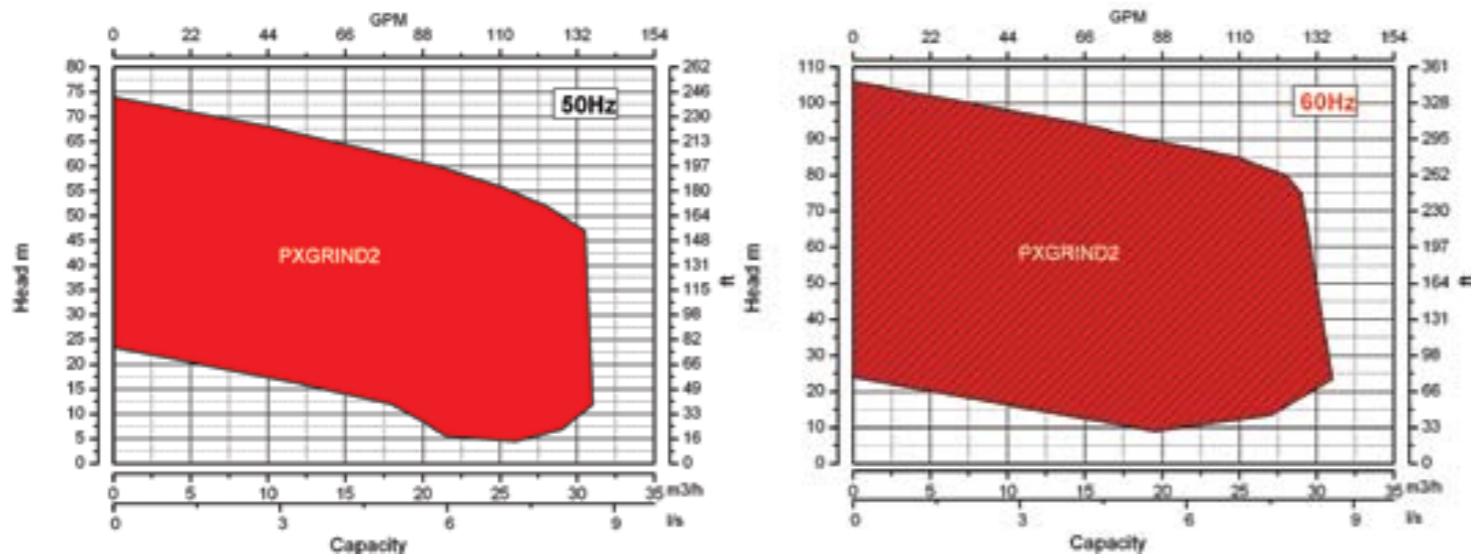 GPM
0 22 44 66 88 110 132 154
50Hz
80 262
75 246
70 230
65 213
60 197
55 180
50 164
45 148
PXGRIND2
40 131
35 115
30 98
25 82
20 66
15 49
10 33
5 16
0 0
Head m
ft
0 5 10 15 20 25 30 35 m3/h
0 3 6 9 l/s
Capacity
GPM
0 22 44 66 88 110 132 154
60Hz
110 361
100 328
90 295
80 262
70 230
60 197
PXGRIND2
50 164
40 131
30 98
20 66
10 33
0 0
Head m
ft
0 5 10 15 20 25 30 35 m3/h
0 3 6 9 l/s
Capacity